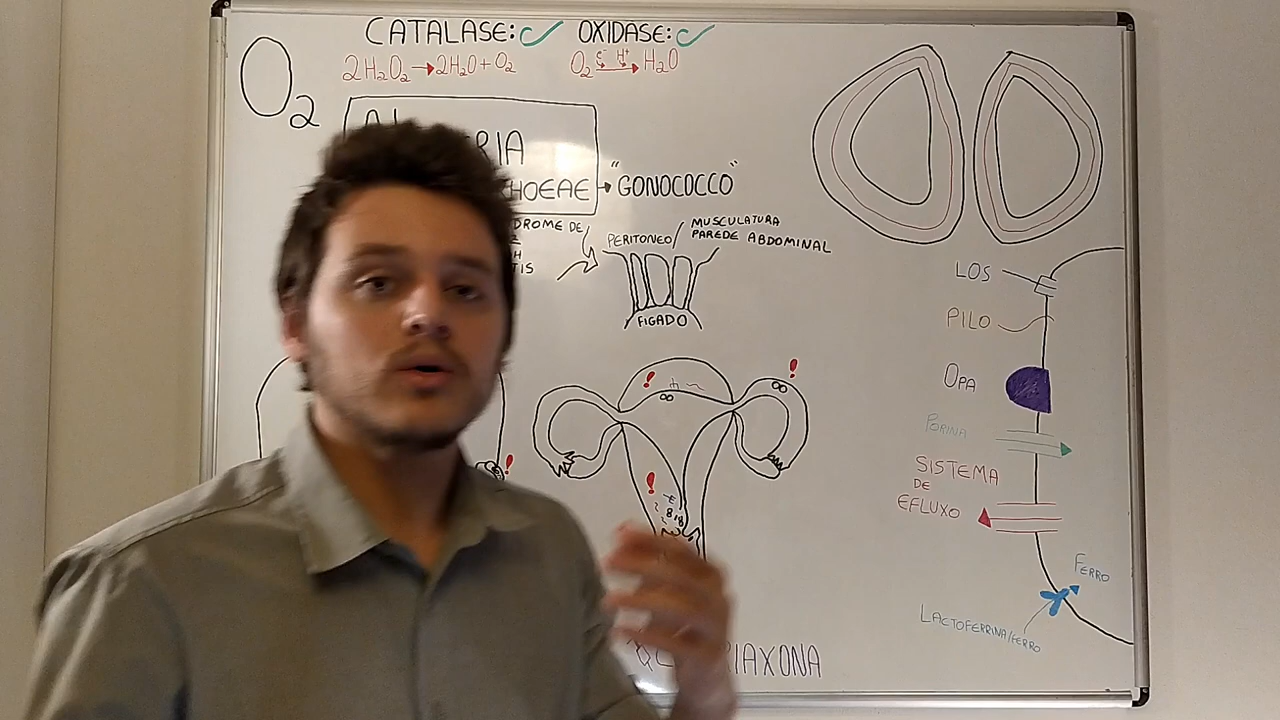 CATALASE: OXIDASE:
2H₂O₂→2H₂O+O₂
O₂ e⁻ H⁺→H₂O
O₂
→"GONOCOCCO"
PERITONEO
MUSCULATURA
PAREDE ABDOMINAL
FIGADO
LOS
PILO
OPA
PORINA
SISTEMA
DE
EFLUXO
FERRO
LACTOFERRINA/FERRO